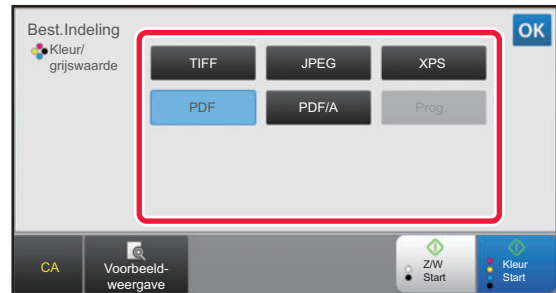 Best.Indeling
OK
Kleur/
grijswaarde
TIFF JPEG XPS
PDF PDF/A Prog.
CA
Voorbeeld-
weergave
Z/W
Start
Kleur
Start